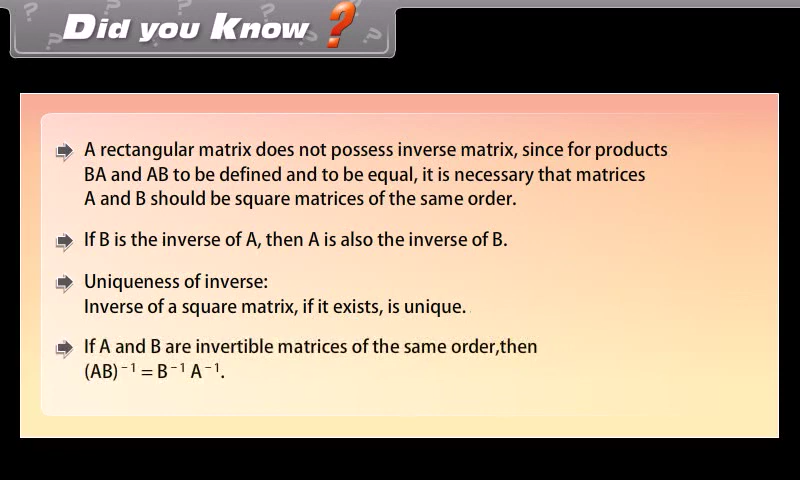 Did you Know ?
A rectangular matrix does not possess inverse matrix, since for products
BA and AB to be defined and to be equal, it is necessary that matrices
A and B should be square matrices of the same order.
If B is the inverse of A, then A is also the inverse of B.
Uniqueness of inverse:
Inverse of a square matrix, if it exists, is unique.
If A and B are invertible matrices of the same order,then
(AB)⁻¹ = B⁻¹ A⁻¹.